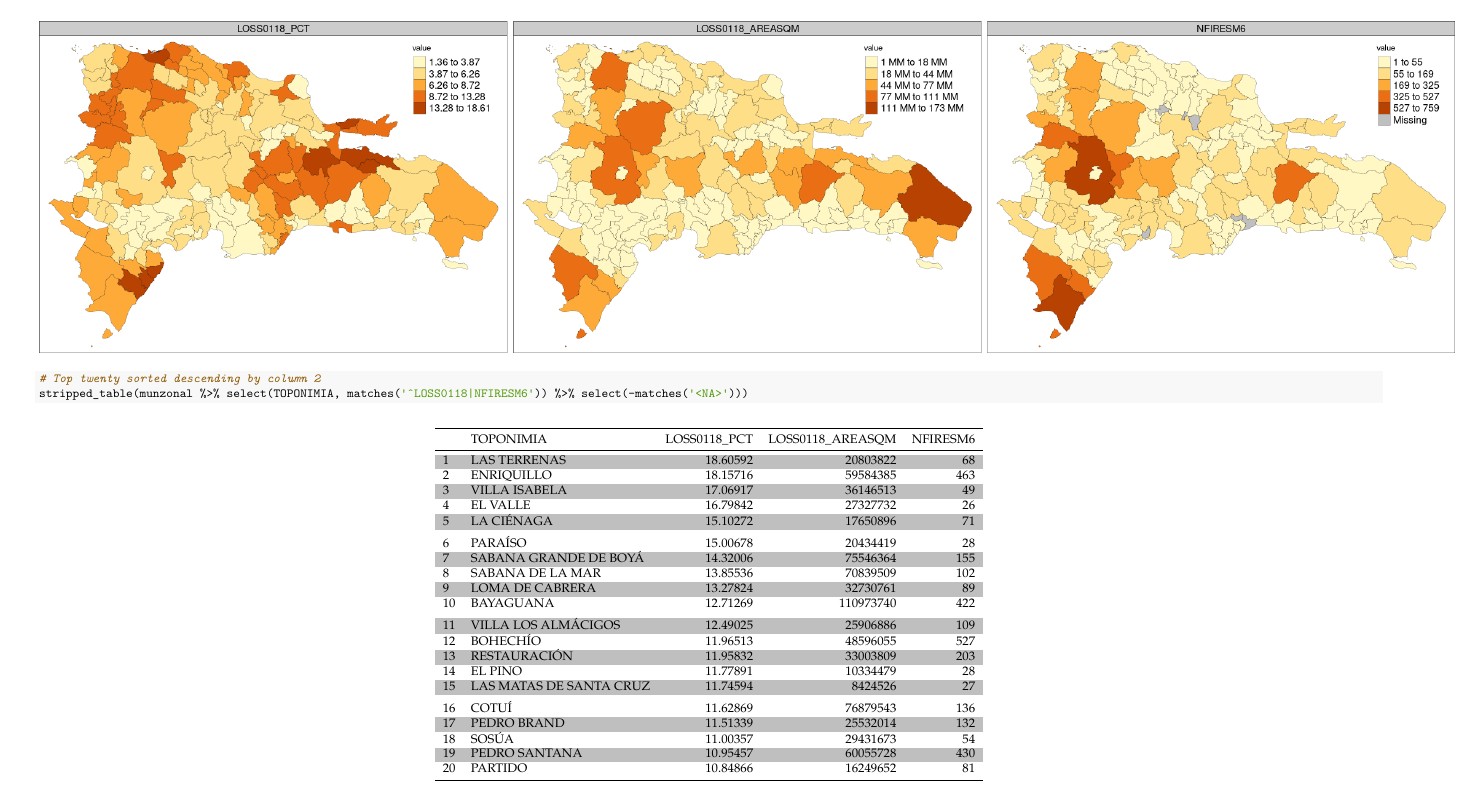 LOSS0118_PCT
value
1.36 to 3.87
3.87 to 6.26
6.26 to 8.72
8.72 to 13.28
13.28 to 18.61
LOSS0118_AREASQM
value
1 MM to 18 MM
18 MM to 44 MM
44 MM to 77 MM
77 MM to 111 MM
111 MM to 173 MM
NFIRESM6
value
1 to 55
55 to 169
169 to 325
325 to 527
527 to 759
Missing
# Top twenty sorted descending by column 2
stripped_table(munzonal %>% select(TOPONIMIA, matches('^LOSS0118|NFIRESM6')) %>% select(-matches('<NA>')))
TOPONIMIA LOSS0118_PCT LOSS0118_AREASQM NFIRESM6
1 LAS TERRENAS 18.60592 20803822 68
2 ENRIQUILLO 18.15716 59584385 463
3 VILLA ISABELA 17.06917 36146513 49
4 EL VALLE 16.79842 27327732 26
5 LA CIÉNAGA 15.10272 17650896 71
6 PARAÍSO 15.00678 20434419 28
7 SABANA GRANDE DE BOYÁ 14.32006 75546364 155
8 SABANA DE LA MAR 13.85536 70839509 102
9 LOMA DE CABRERA 13.27824 32730761 89
10 BAYAGUANA 12.71269 110973740 422
11 VILLA LOS ALMÁCIGOS 12.49025 25906886 109
12 BOHECHÍO 11.96513 48596055 527
13 RESTAURACIÓN 11.95832 33003809 203
14 EL PINO 11.77891 10334479 28
15 LAS MATAS DE SANTA CRUZ 11.74594 8424526 27
16 COTUÍ 11.62869 76879543 136
17 PEDRO BRAND 11.51339 25532014 132
18 SOSÚA 11.00357 29431673 54
19 PEDRO SANTANA 10.95457 60055728 430
20 PARTIDO 10.84866 16249652 81